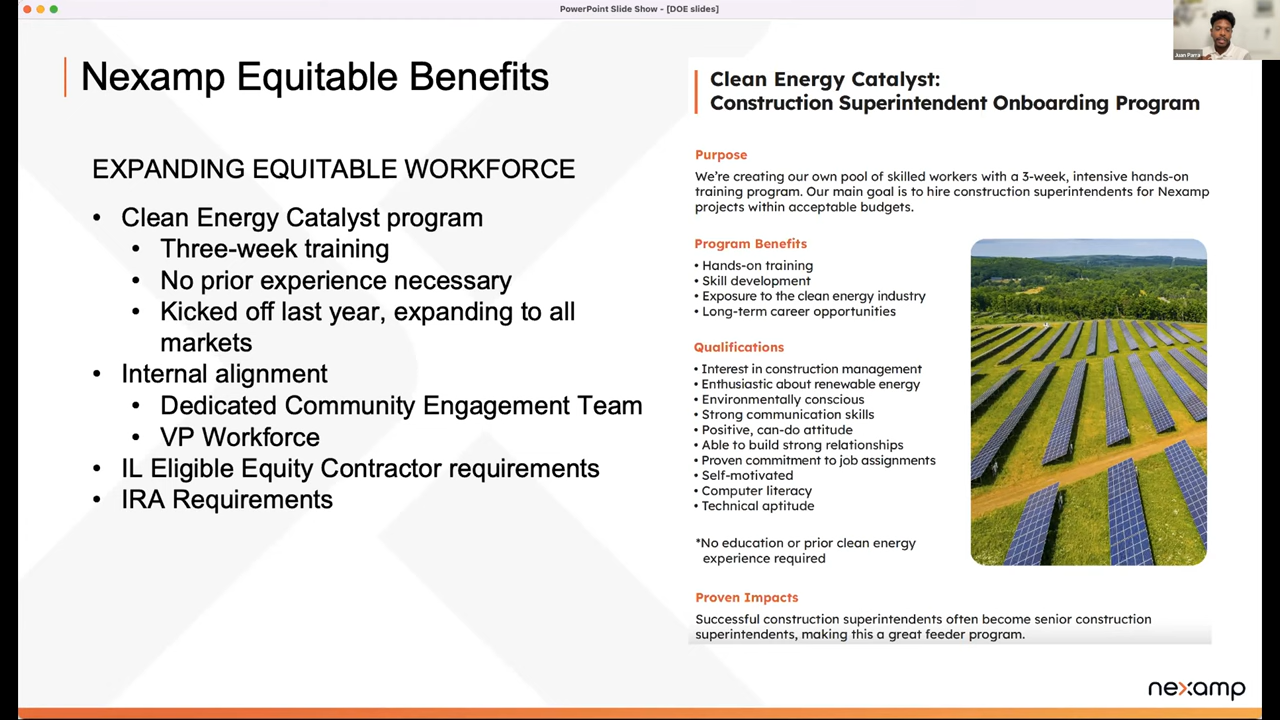 PowerPoint Slide Show - [DOE slides]
Juan Parra
Nexamp Equitable Benefits
EXPANDING EQUITABLE WORKFORCE
• Clean Energy Catalyst program
• Three-week training
• No prior experience necessary
• Kicked off last year, expanding to all
markets
• Internal alignment
• Dedicated Community Engagement Team
• VP Workforce
• IL Eligible Equity Contractor requirements
• IRA Requirements
Clean Energy Catalyst:
Construction Superintendent Onboarding Program
Purpose
We're creating our own pool of skilled workers with a 3-week, intensive hands-on
training program. Our main goal is to hire construction superintendents for Nexamp
projects within acceptable budgets.
Program Benefits
• Hands-on training
• Skill development
• Exposure to the clean energy industry
• Long-term career opportunities
Qualifications
• Interest in construction management
• Enthusiastic about renewable energy
• Environmentally conscious
• Strong communication skills
• Positive, can-do attitude
• Able to build strong relationships
• Proven commitment to job assignments
• Self-motivated
• Computer literacy
• Technical aptitude
*No education or prior clean energy
experience required
Proven Impacts
Successful construction superintendents often become senior construction
superintendents, making this a great feeder program.
nexamp